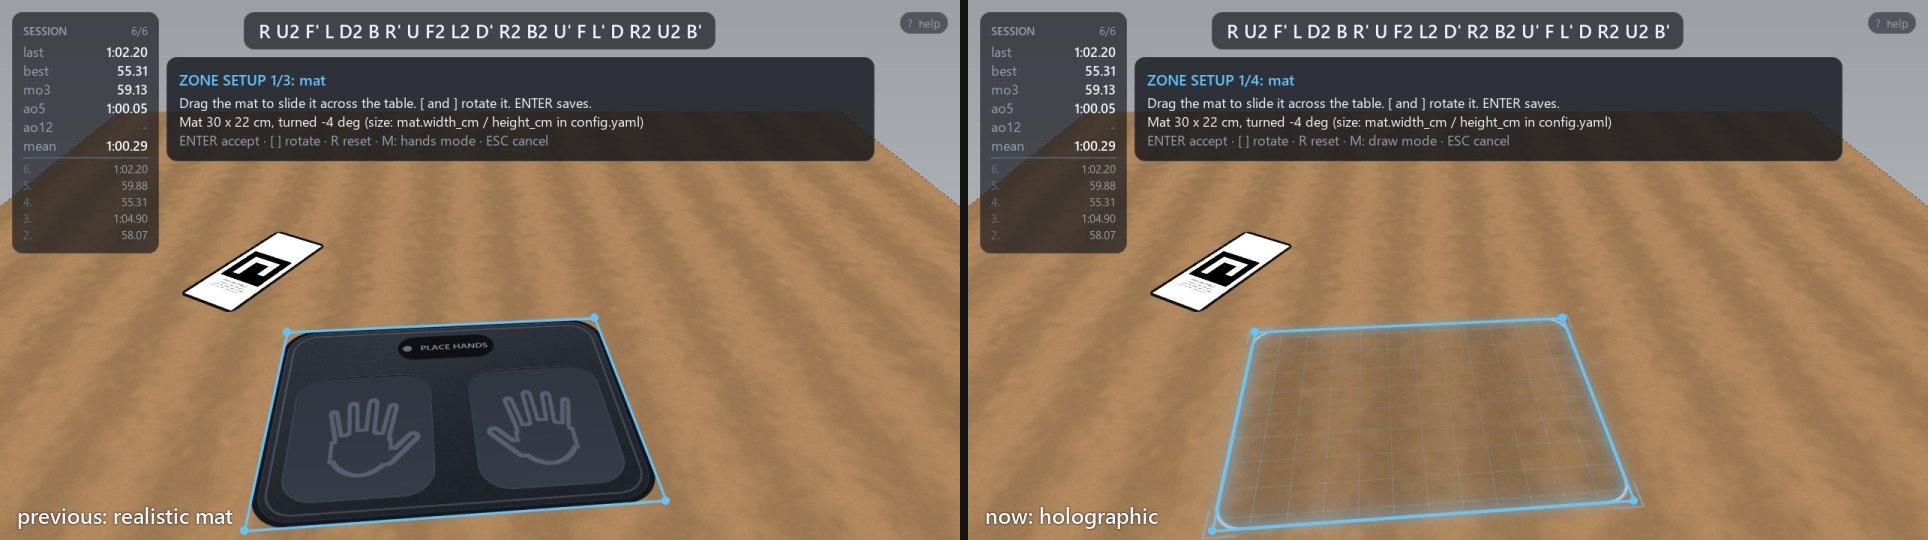 SESSION 6/6
last 1:02.20
best 55.31
mo3 59.13
ao5 1:00.05
ao12 -
mean 1:00.29
6. 1:02.20
5. 59.88
4. 55.31
3. 1:04.90
2. 58.07
R U2 F' L D2 B R' U F2 L2 D' R2 B2 U' F L' D R2 U2 B'
? help
ZONE SETUP 1/3: mat
Drag the mat to slide it across the table. [ and ] rotate it. ENTER saves.
Mat 30 x 22 cm, turned -4 deg (size: mat.width_cm / height_cm in config.yaml)
ENTER accept · [ ] rotate · R reset · M: hands mode · ESC cancel
PLACE HANDS
previous: realistic mat
SESSION 6/6
last 1:02.20
best 55.31
mo3 59.13
ao5 1:00.05
ao12 -
mean 1:00.29
6. 1:02.20
5. 59.88
4. 55.31
3. 1:04.90
2. 58.07
R U2 F' L D2 B R' U F2 L2 D' R2 B2 U' F L' D R2 U2 B'
? help
ZONE SETUP 1/4: mat
Drag the mat to slide it across the table. [ and ] rotate it. ENTER saves.
Mat 30 x 22 cm, turned -4 deg (size: mat.width_cm / height_cm in config.yaml)
ENTER accept · [ ] rotate · R reset · M: draw mode · ESC cancel
now: holographic